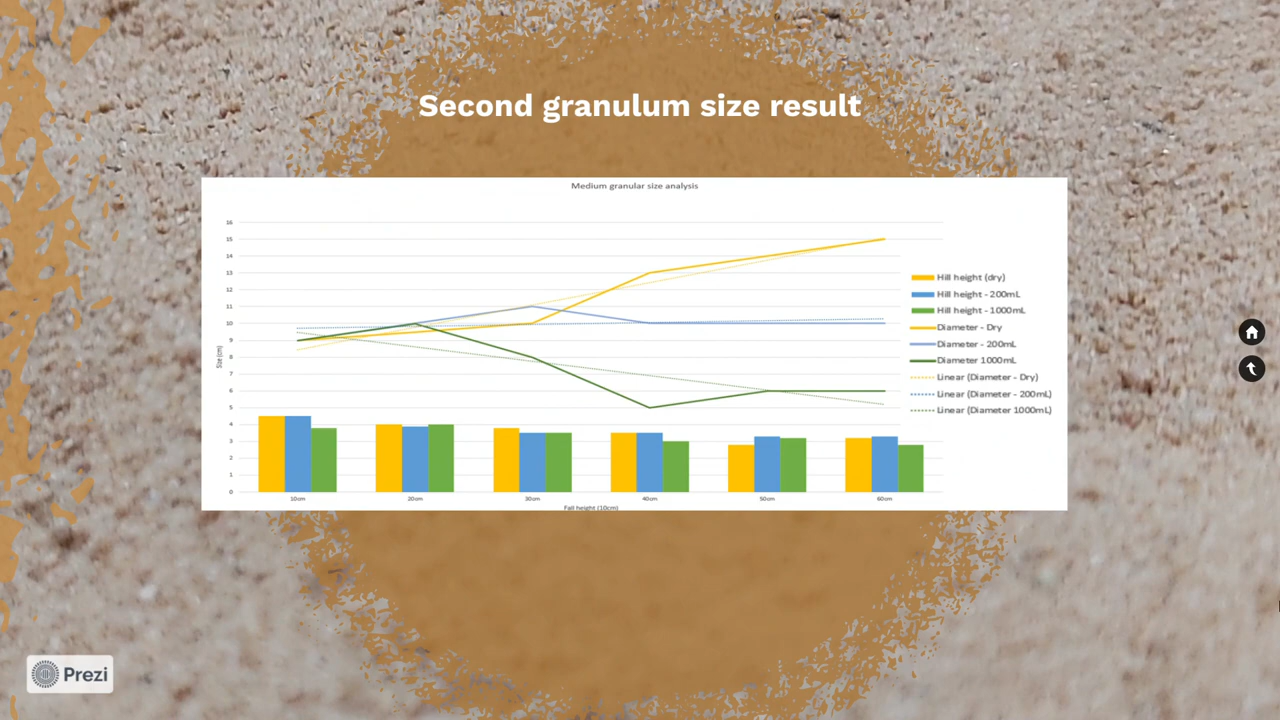 Second granulum size result
Medium granular size analysis
16
15
14
13
12
11
10
9
8
7
6
5
4
3
2
1
0
Size (cm)
10cm 20cm 30cm 40cm 50cm 60cm
Fall height (10cm)
Hill height (dry)
Hill height - 200mL
Hill height - 1000mL
Diameter - Dry
Diameter - 200mL
Diameter 1000mL
Linear (Diameter - Dry)
Linear (Diameter - 200mL)
Linear (Diameter 1000mL)
Prezi